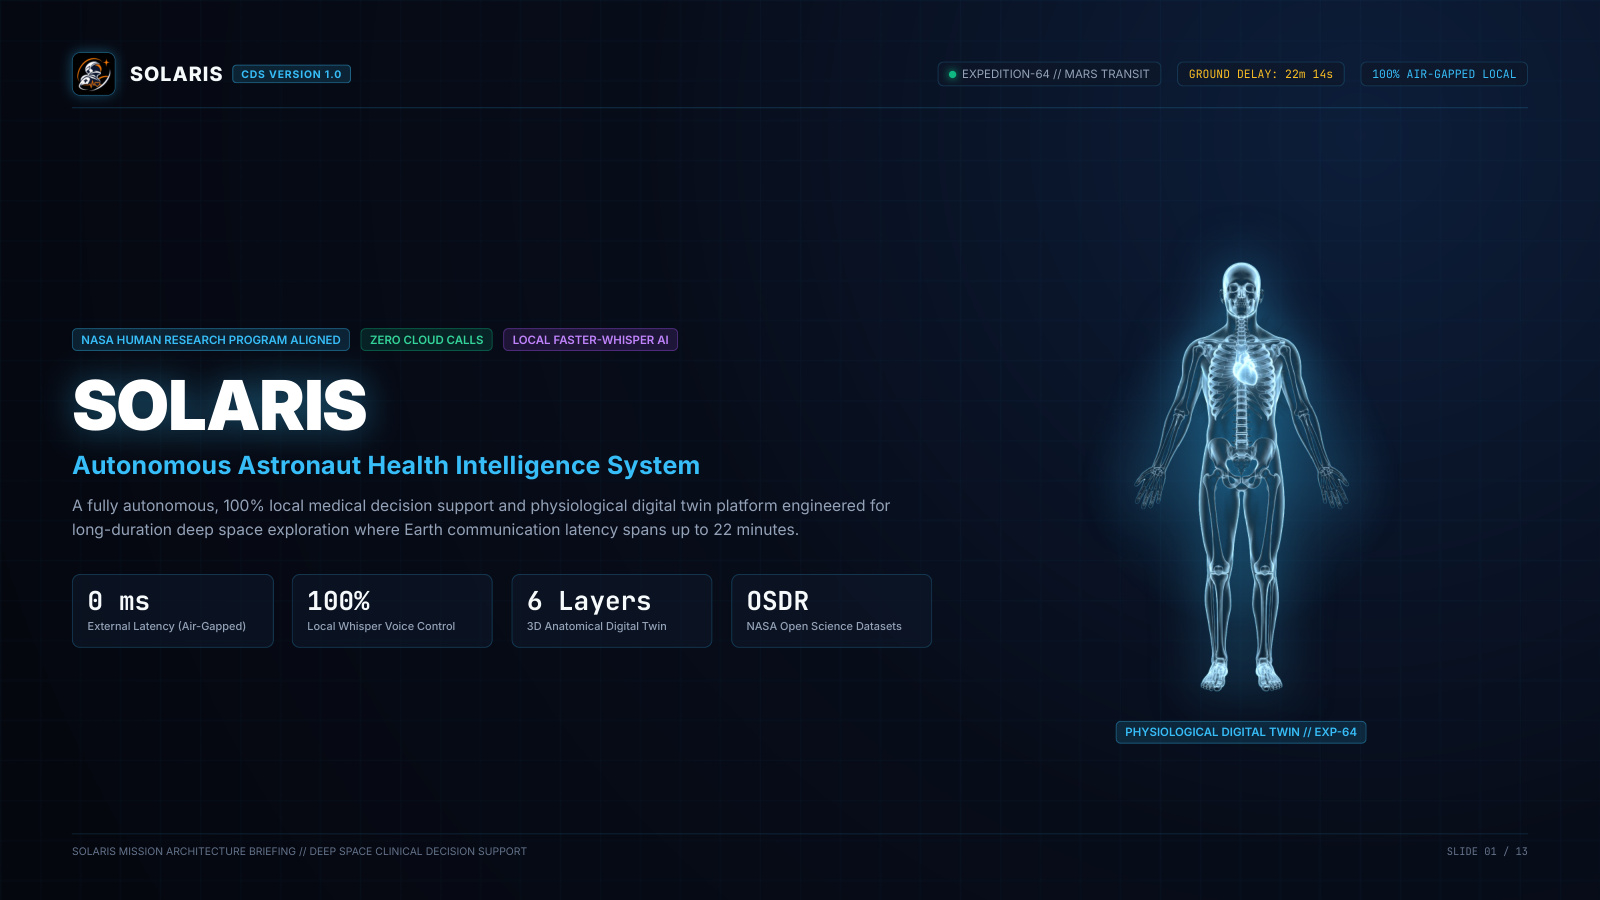 SOLARIS
CDS VERSION 1.0
EXPEDITION-64 // MARS TRANSIT
GROUND DELAY: 22m 14s
100% AIR-GAPPED LOCAL
NASA HUMAN RESEARCH PROGRAM ALIGNED
ZERO CLOUD CALLS
LOCAL FASTER-WHISPER AI
SOLARIS
Autonomous Astronaut Health Intelligence System
A fully autonomous, 100% local medical decision support and physiological digital twin platform engineered for
long-duration deep space exploration where Earth communication latency spans up to 22 minutes.
0 ms
External Latency (Air-Gapped)
100%
Local Whisper Voice Control
6 Layers
3D Anatomical Digital Twin
OSDR
NASA Open Science Datasets
PHYSIOLOGICAL DIGITAL TWIN // EXP-64
SOLARIS MISSION ARCHITECTURE BRIEFING // DEEP SPACE CLINICAL DECISION SUPPORT
SLIDE 01 / 13